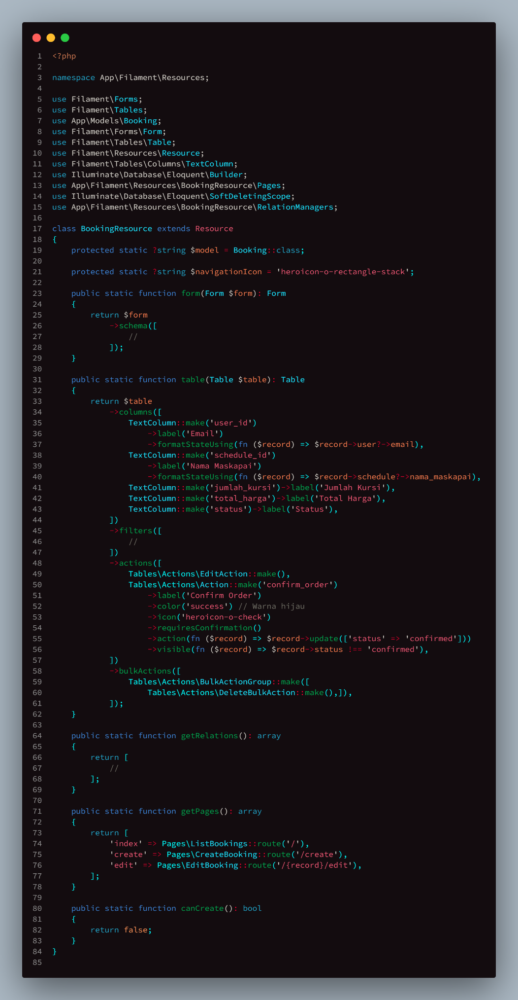 1 <?php
2
3 namespace App\Filament\Resources;
4
5 use Filament\Forms;
6 use Filament\Tables;
7 use App\Models\Booking;
8 use Filament\Forms\Form;
9 use Filament\Tables\Table;
10 use Filament\Resources\Resource;
11 use Filament\Tables\Columns\TextColumn;
12 use Illuminate\Database\Eloquent\Builder;
13 use App\Filament\Resources\BookingResource\Pages;
14 use Illuminate\Database\Eloquent\SoftDeletingScope;
15 use App\Filament\Resources\BookingResource\RelationManagers;
16
17 class BookingResource extends Resource
18 {
19     protected static ?string $model = Booking::class;
20
21     protected static ?string $navigationIcon = 'heroicon-o-rectangle-stack';
22
23     public static function form(Form $form): Form
24     {
25         return $form
26             ->schema([
27                 //
28             ]);
29     }
30
31     public static function table(Table $table): Table
32     {
33         return $table
34             ->columns([
35                 TextColumn::make('user_id')
36                     ->label('Email')
37                     ->formatStateUsing(fn ($record) => $record->user?->email),
38                 TextColumn::make('schedule_id')
39                     ->label('Nama Maskapai')
40                     ->formatStateUsing(fn ($record) => $record->schedule?->nama_maskapai),
41                 TextColumn::make('jumlah_kursi')->label('Jumlah Kursi'),
42                 TextColumn::make('total_harga')->label('Total Harga'),
43                 TextColumn::make('status')->label('Status'),
44             ])
45             ->filters([
46                 //
47             ])
48             ->actions([
49                 Tables\Actions\EditAction::make(),
50                 Tables\Actions\Action::make('confirm_order')
51                     ->label('Confirm Order')
52                     ->color('success') // Warna hijau
53                     ->icon('heroicon-o-check')
54                     ->requiresConfirmation()
55                     ->action(fn ($record) => $record->update(['status' => 'confirmed']))
56                     ->visible(fn ($record) => $record->status !== 'confirmed'),
57             ])
58             ->bulkActions([
59                 Tables\Actions\BulkActionGroup::make([
60                     Tables\Actions\DeleteBulkAction::make(),]),
61             ]);
62     }
63
64     public static function getRelations(): array
65     {
66         return [
67             //
68         ];
69     }
70
71     public static function getPages(): array
72     {
73         return [
74             'index' => Pages\ListBookings::route('/'),
75             'create' => Pages\CreateBooking::route('/create'),
76             'edit' => Pages\EditBooking::route('/{record}/edit'),
77         ];
78     }
79
80     public static function canCreate(): bool
81     {
82         return false;
83     }
84 }
85